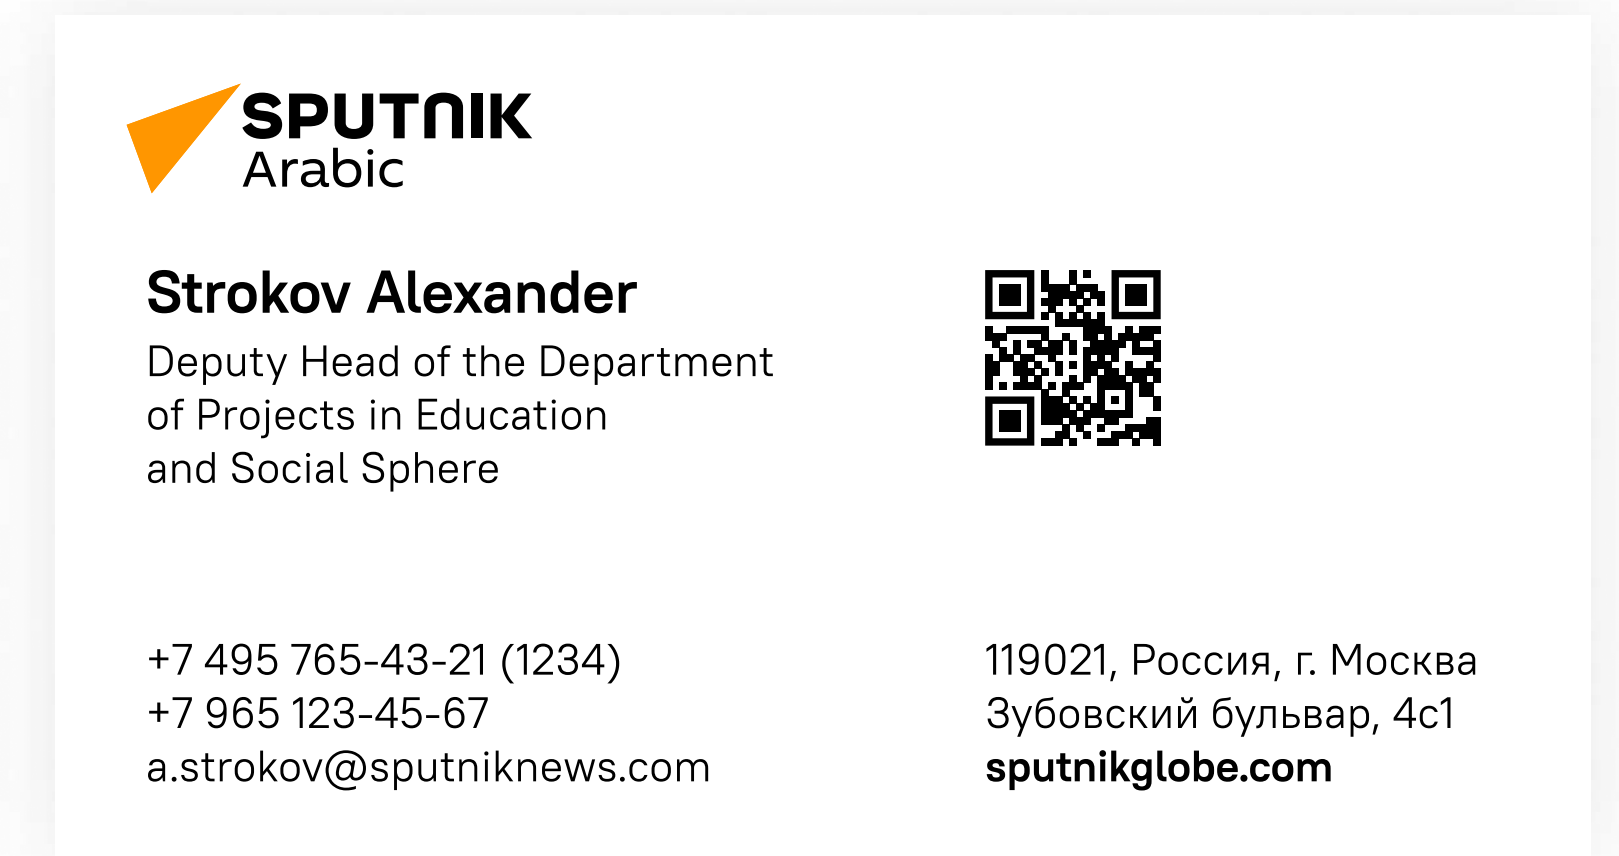 SPUTNIK
Arabic
Strokov Alexander
Deputy Head of the Department
of Projects in Education
and Social Sphere
+7 495 765-43-21 (1234)
+7 965 123-45-67
a.strokov@sputniknews.com
119021, Россия, г. Москва
Зубовский бульвар, 4с1
sputnikglobe.com